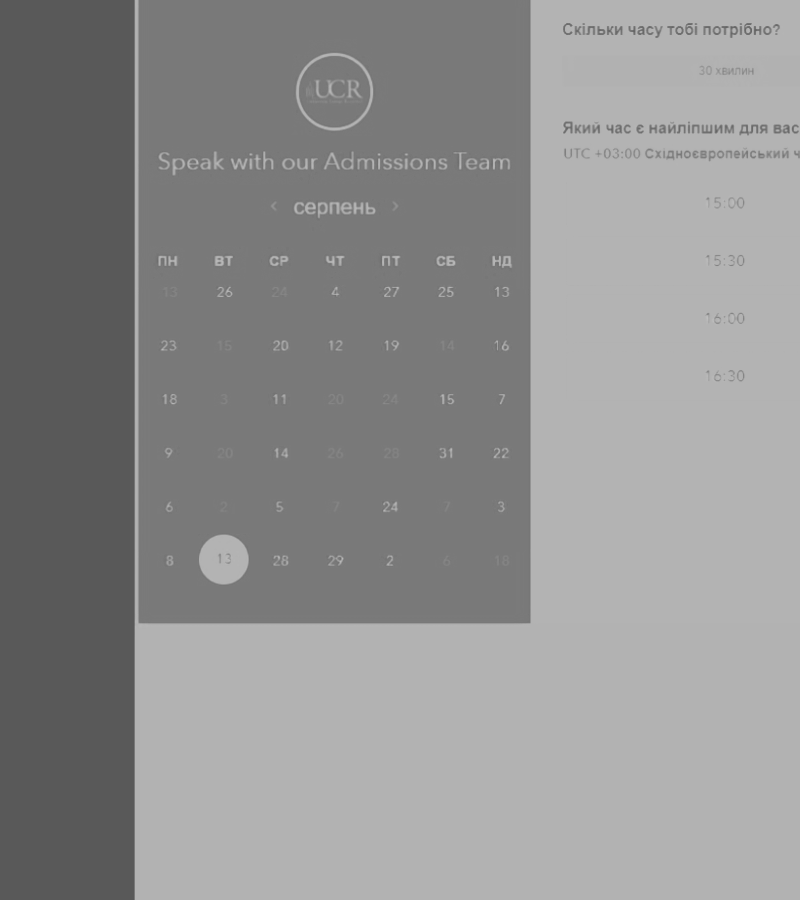 UCR
Speak with our Admissions Team
‹ серпень ›
ПН ВТ СР ЧТ ПТ СБ НД
13 26 24 4 27 25 13
23 15 20 12 19 14 16
18 3 11 20 24 15 7
9 20 14 26 23 31 22
6 2 5 7 24 7 3
8 13 28 29 2 6 18
Скільки часу тобі потрібно?
30 хвилин
Який час є найліпшим для вас
UTC +03:00 Східноєвропейський ч
15:00
15:30
16:00
16:30